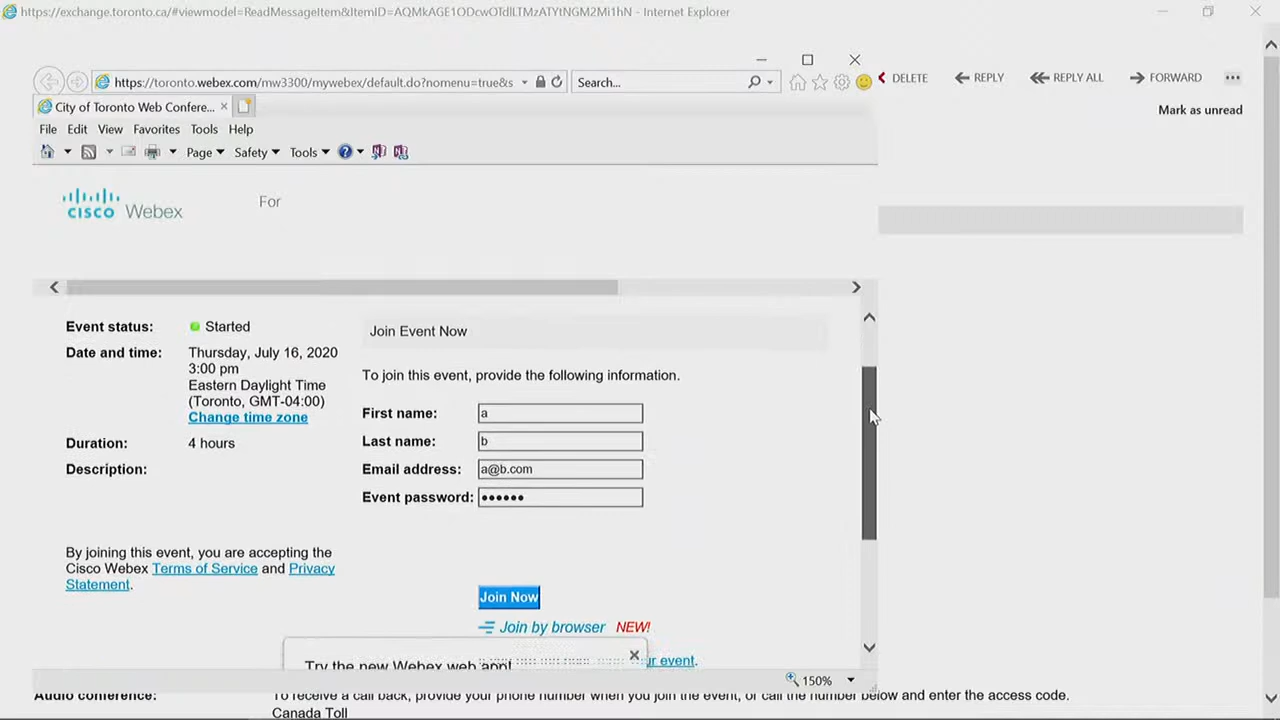 https://exchange.toronto.ca/#viewmodel=ReadMessageItem&ItemID=AQMkAGE1ODcwOTdlLTMzATYtNGM2Mi1hN - Internet Explorer
https://toronto.webex.com/mw3300/mywebex/default.do?nomenu=true&s
Search...
DELETE
REPLY
REPLY ALL
FORWARD
City of Toronto Web Confere...
Mark as unread
File Edit View Favorites Tools Help
Page Safety Tools
CISCO Webex
For
Event status: Started
Join Event Now
Date and time: Thursday, July 16, 2020
3:00 pm
Eastern Daylight Time
(Toronto, GMT-04:00)
Change time zone
To join this event, provide the following information.
First name: a
Last name: b
Email address: a@b.com
Event password: ••••••
Duration: 4 hours
Description:
By joining this event, you are accepting the
Cisco Webex Terms of Service and Privacy
Statement.
Join Now
Join by browser NEW!
event.
Try the new Webex web app!
150%
Audio conference: To receive a call back, provide your phone number when you join the event, or call the number below and enter the access code.
Canada Toll